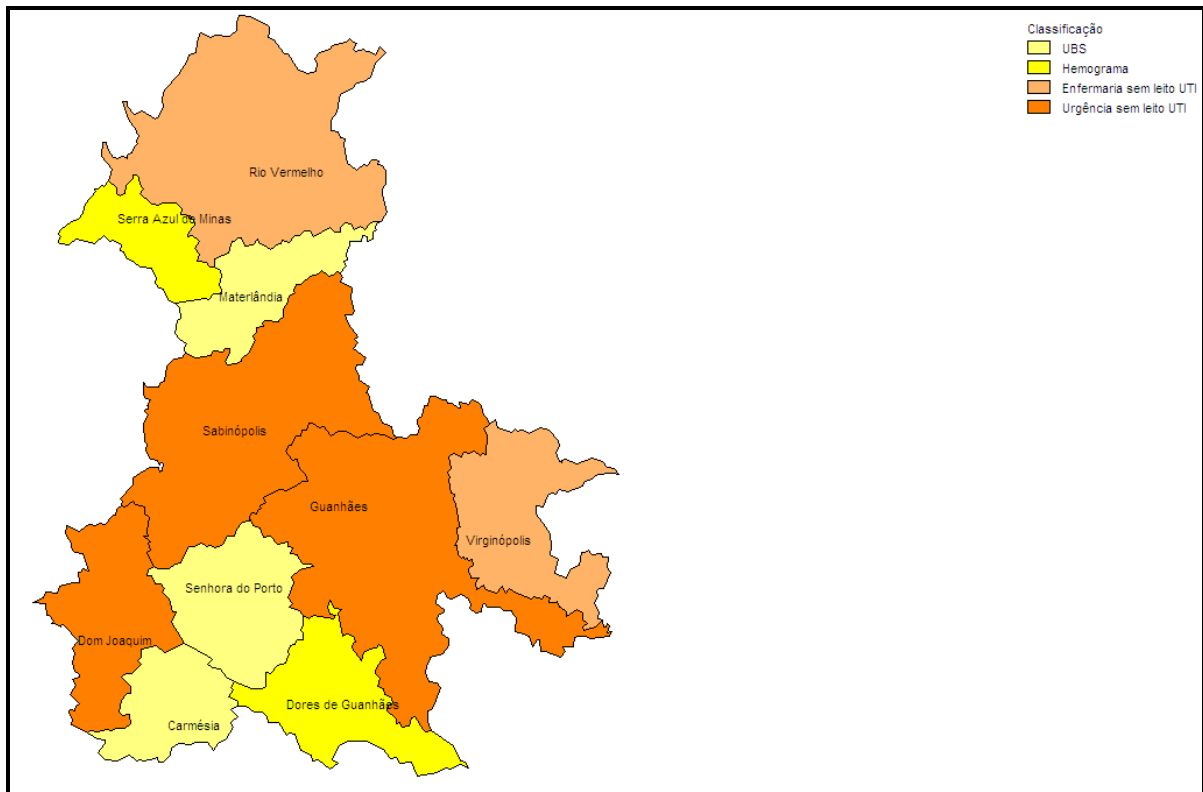 Classificação
UBS
Hemograma
Enfermaria sem leito UTI
Urgência sem leito UTI
Rio Vermelho
Serra Azul de Minas
Materlândia
Sabinópolis
Guanhães
Virginópolis
Senhora do Porto
Dom Joaquim
Dores de Guanhães
Carmésia